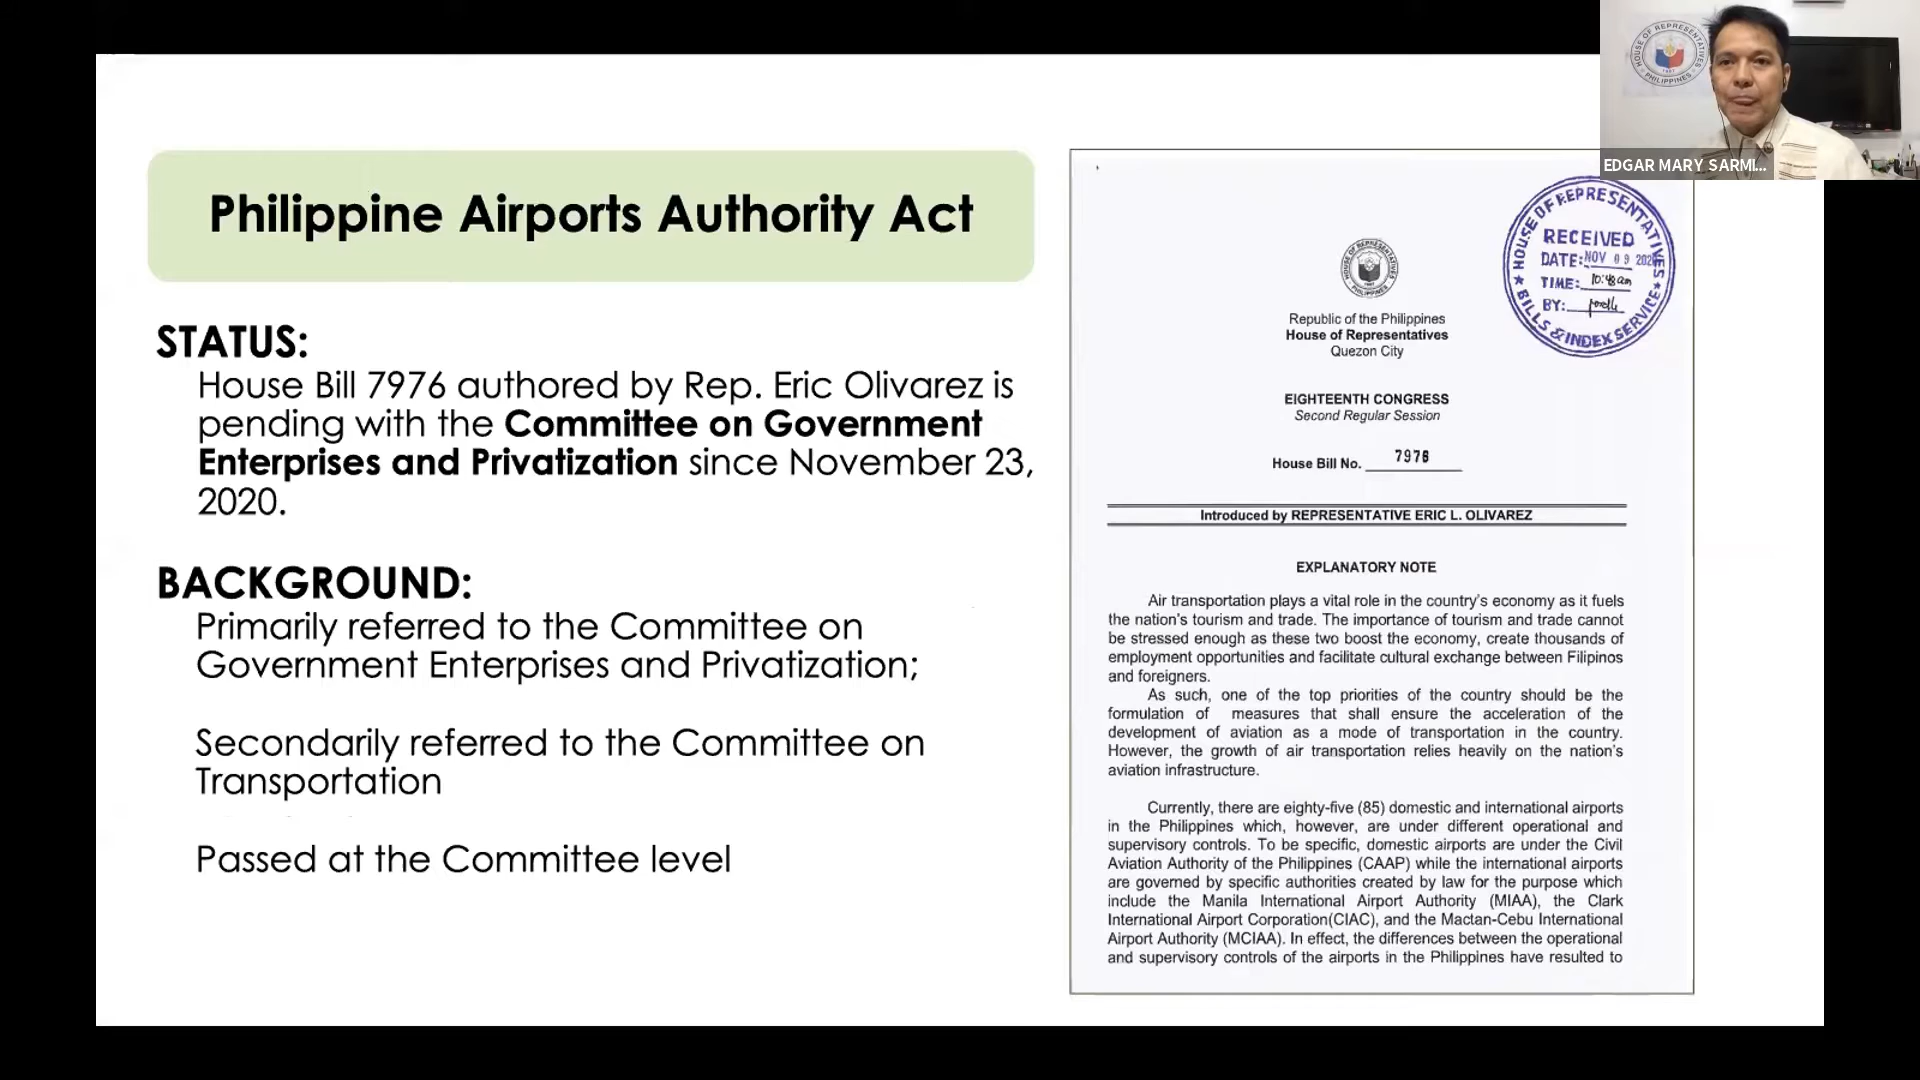 EDGAR MARY SARMI...
Philippine Airports Authority Act
STATUS:
House Bill 7976 authored by Rep. Eric Olivarez is
pending with the Committee on Government
Enterprises and Privatization since November 23,
2020.
BACKGROUND:
Primarily referred to the Committee on
Government Enterprises and Privatization;
Secondarily referred to the Committee on
Transportation
Passed at the Committee level
HOUSE OF REPRESENTATIVES
RECEIVED
DATE: NOV 09 202
TIME: 10:48am
BY:
BILLS & INDEX SERVICE
Republic of the Philippines
House of Representatives
Quezon City
EIGHTEENTH CONGRESS
Second Regular Session
House Bill No. 7976
Introduced by REPRESENTATIVE ERIC L. OLIVAREZ
EXPLANATORY NOTE
Air transportation plays a vital role in the country's economy as it fuels
the nation's tourism and trade. The importance of tourism and trade cannot
be stressed enough as these two boost the economy, create thousands of
employment opportunities and facilitate cultural exchange between Filipinos
and foreigners.
As such, one of the top priorities of the country should be the
formulation of measures that shall ensure the acceleration of the
development of aviation as a mode of transportation in the country.
However, the growth of air transportation relies heavily on the nation's
aviation infrastructure.
Currently, there are eighty-five (85) domestic and international airports
in the Philippines which, however, are under different operational and
supervisory controls. To be specific, domestic airports are under the Civil
Aviation Authority of the Philippines (CAAP) while the international airports
are governed by specific authorities created by law for the purpose which
include the Manila International Airport Authority (MIAA), the Clark
International Airport Corporation(CIAC), and the Mactan-Cebu International
Airport Authority (MCIAA). In effect, the differences between the operational
and supervisory controls of the airports in the Philippines have resulted to